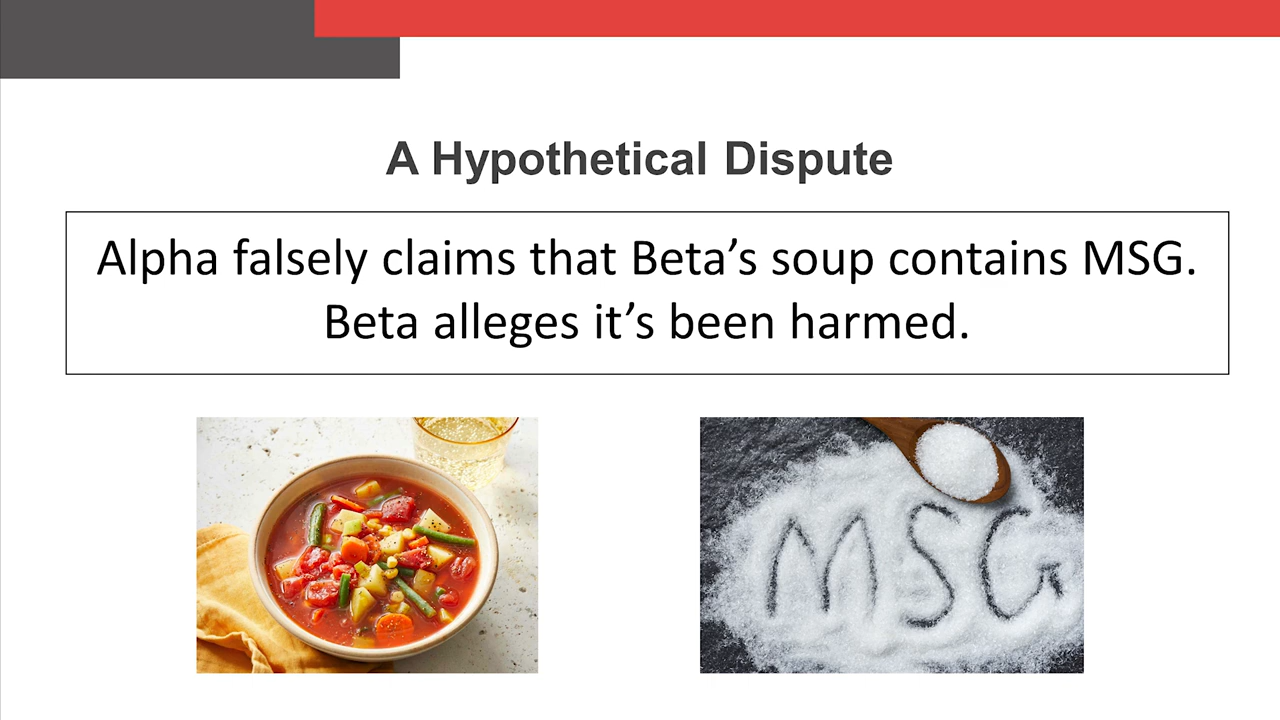 A Hypothetical Dispute
Alpha falsely claims that Beta’s soup contains MSG.
Beta alleges it’s been harmed.
MSG